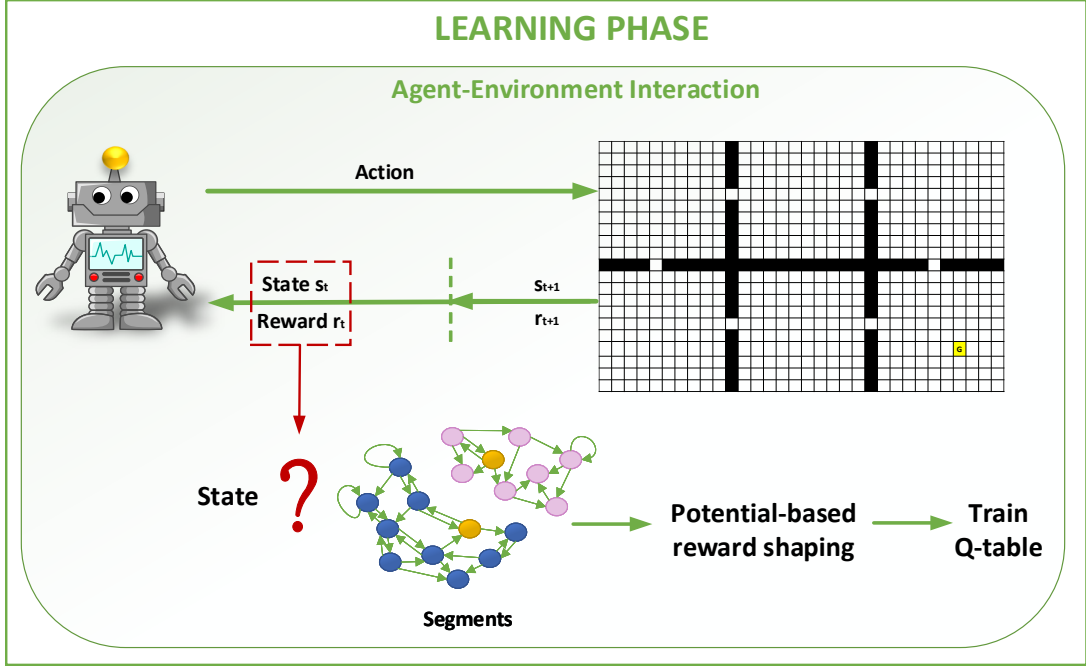 LEARNING PHASE
Agent-Environment Interaction
Action
State st
Reward rt
st+1
rt+1
G
State
?
Segments
Potential-based
reward shaping
Train
Q-table